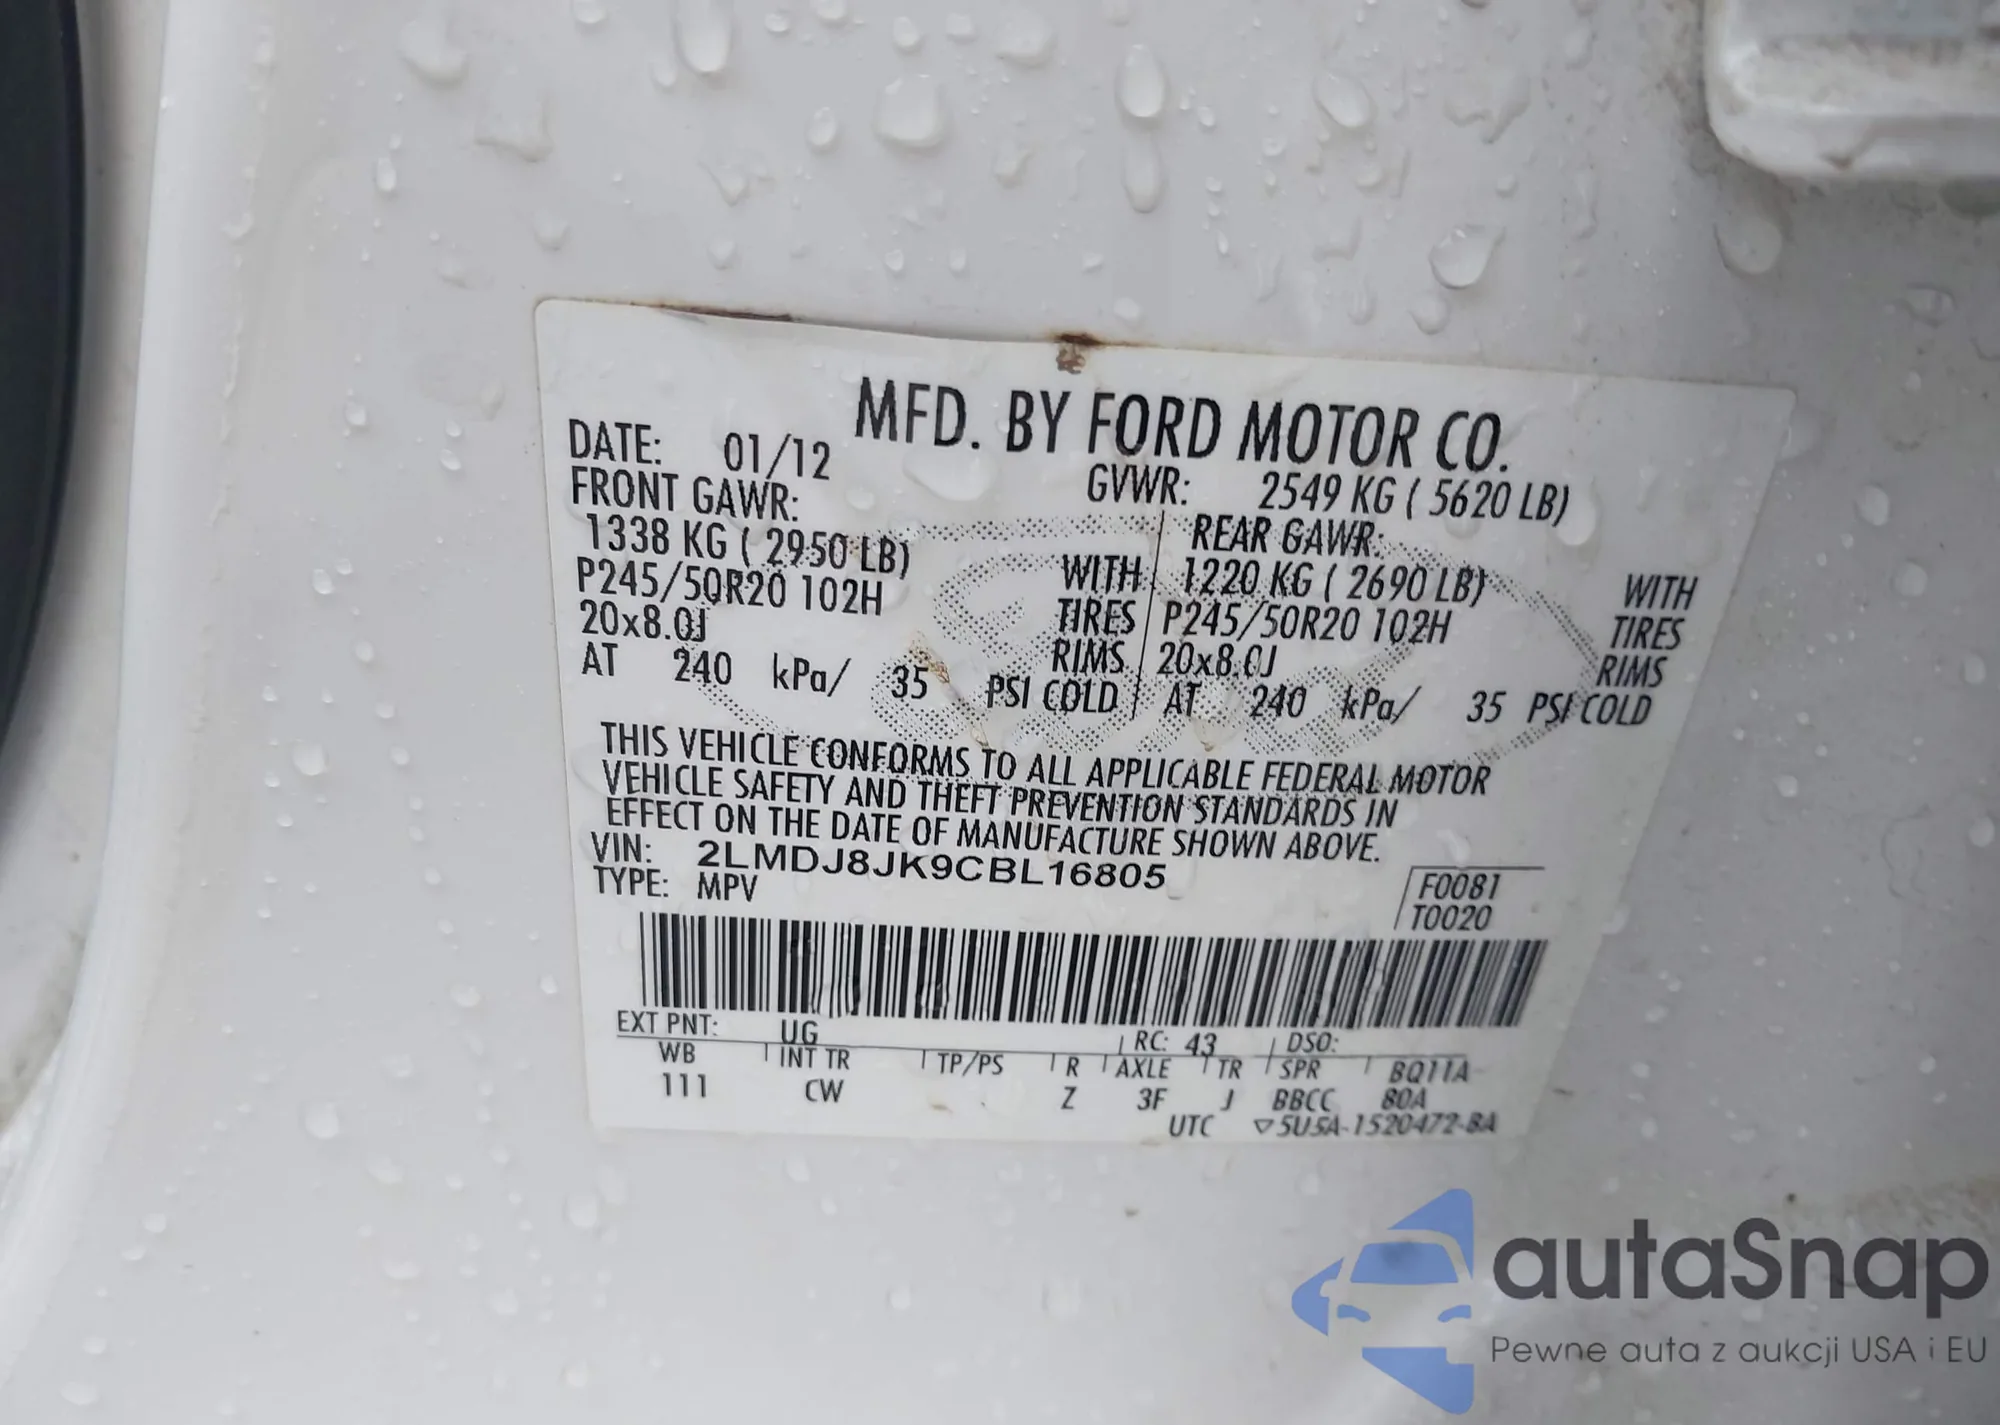 MFD. BY FORD MOTOR CO.
DATE: 01/12
GVWR: 2549 KG ( 5620 LB)
FRONT GAWR:
1338 KG ( 2950 LB) WITH
P245/50R20 102H TIRES
20x8.0J RIMS
AT 240 kPa/ 35 PSI COLD
REAR GAWR:
1220 KG ( 2690 LB) WITH
P245/50R20 102H TIRES
20x8.0J RIMS
AT 240 kPa/ 35 PSI COLD
THIS VEHICLE CONFORMS TO ALL APPLICABLE FEDERAL MOTOR
VEHICLE SAFETY AND THEFT PREVENTION STANDARDS IN
EFFECT ON THE DATE OF MANUFACTURE SHOWN ABOVE.
VIN: 2LMDJ8JK9CBL16805
TYPE: MPV
F0081
T0020
EXT PNT: UG RC: 43 DSO:
WB INT TR TP/PS R AXLE TR SPR BQ11A
111 CW Z 3F J BBCC 80A
UTC ▽5U5A-1520472-BA
autaSnap
Pewne auta z aukcji USA i EU